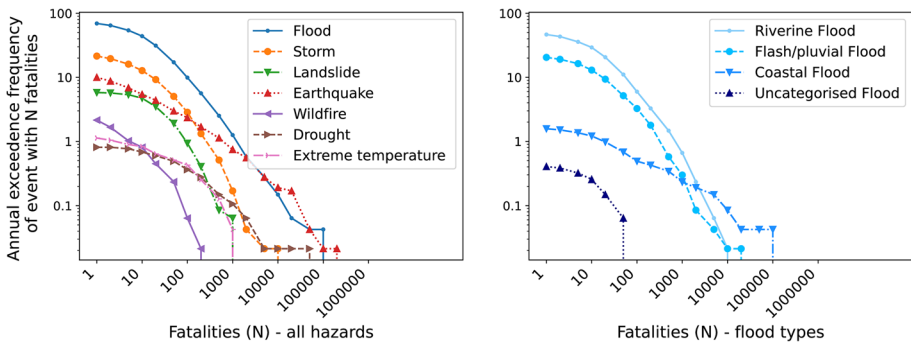 Annual exceedence frequency
of event with N fatalities
100
10
1
0.1
Flood
Storm
Landslide
Earthquake
Wildfire
Drought
Extreme temperature
1
10
100
1000
10000
100000
1000000
Fatalities (N) - all hazards
100
10
1
0.1
Riverine Flood
Flash/pluvial Flood
Coastal Flood
Uncategorised Flood
1
10
100
1000
10000
100000
1000000
Fatalities (N) - flood types